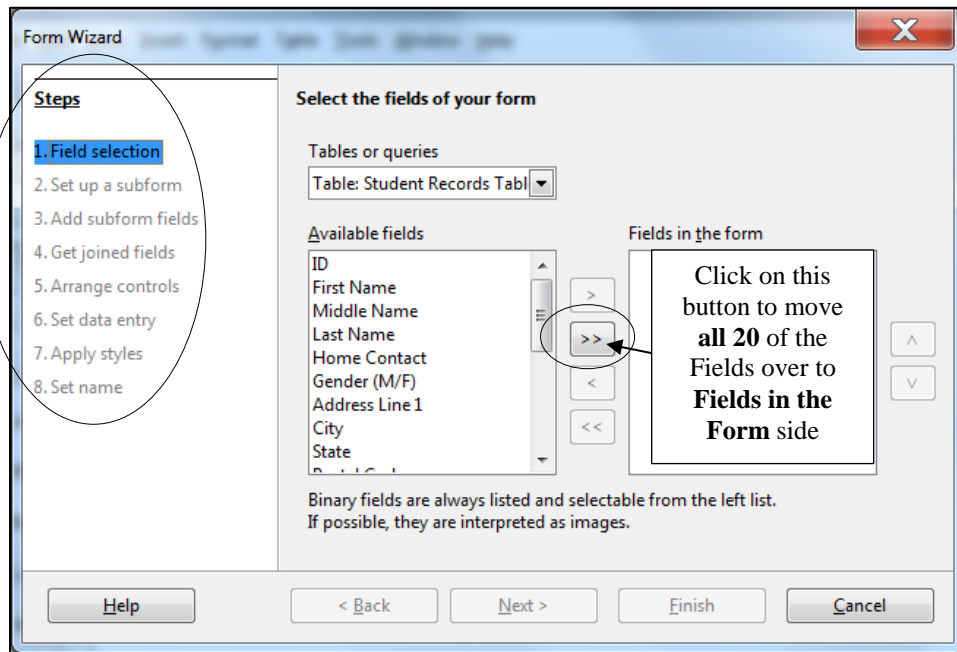 Form Wizard
X
Steps
1. Field selection
2. Set up a subform
3. Add subform fields
4. Get joined fields
5. Arrange controls
6. Set data entry
7. Apply styles
8. Set name
Select the fields of your form
Tables or queries
Table: Student Records Tabl
Available fields
ID
First Name
Middle Name
Last Name
Home Contact
Gender (M/F)
Address Line 1
City
State
>
>>
<
<<
Fields in the form
Click on this
button to move
all 20 of the
Fields over to
Fields in the
Form side
Binary fields are always listed and selectable from the left list.
If possible, they are interpreted as images.
Help
< Back
Next >
Finish
Cancel